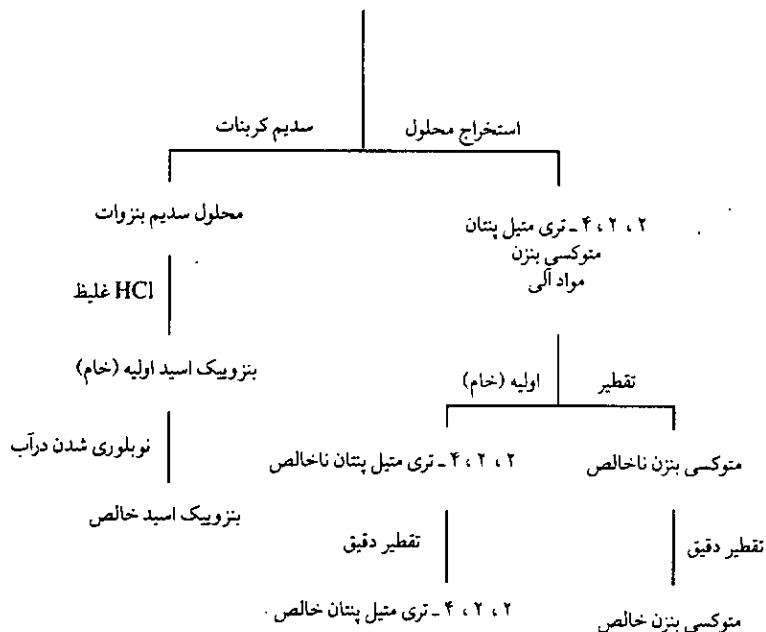 استخراج محلول سدیم کربنات
محلول سدیم بنزوات
۲ ، ۲ ، ۴ ـ تری متیل پنتان
متوکسی بنزن
مواد آلی
HCl غلیظ
بنزوییک اسید اولیه (خام)
تقطیر اولیه (خام)
نوبلوری شدن درآب
متوکسی بنزن ناخالص
۲ ، ۲ ، ۴ ـ تری متیل پنتان ناخالص
بنزوییک اسید خالص
تقطیر دقیق
تقطیر دقیق
متوکسی بنزن خالص
۲ ، ۲ ، ۴ ـ تری متیل پنتان خالص